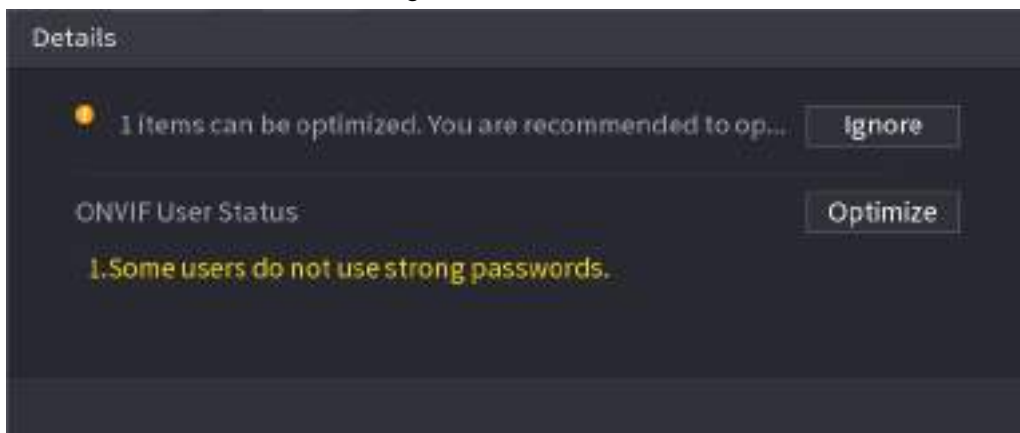 Details
1 items can be optimized. You are recommended to op... Ignore
ONVIF User Status Optimize
1.Some users do not use strong passwords.